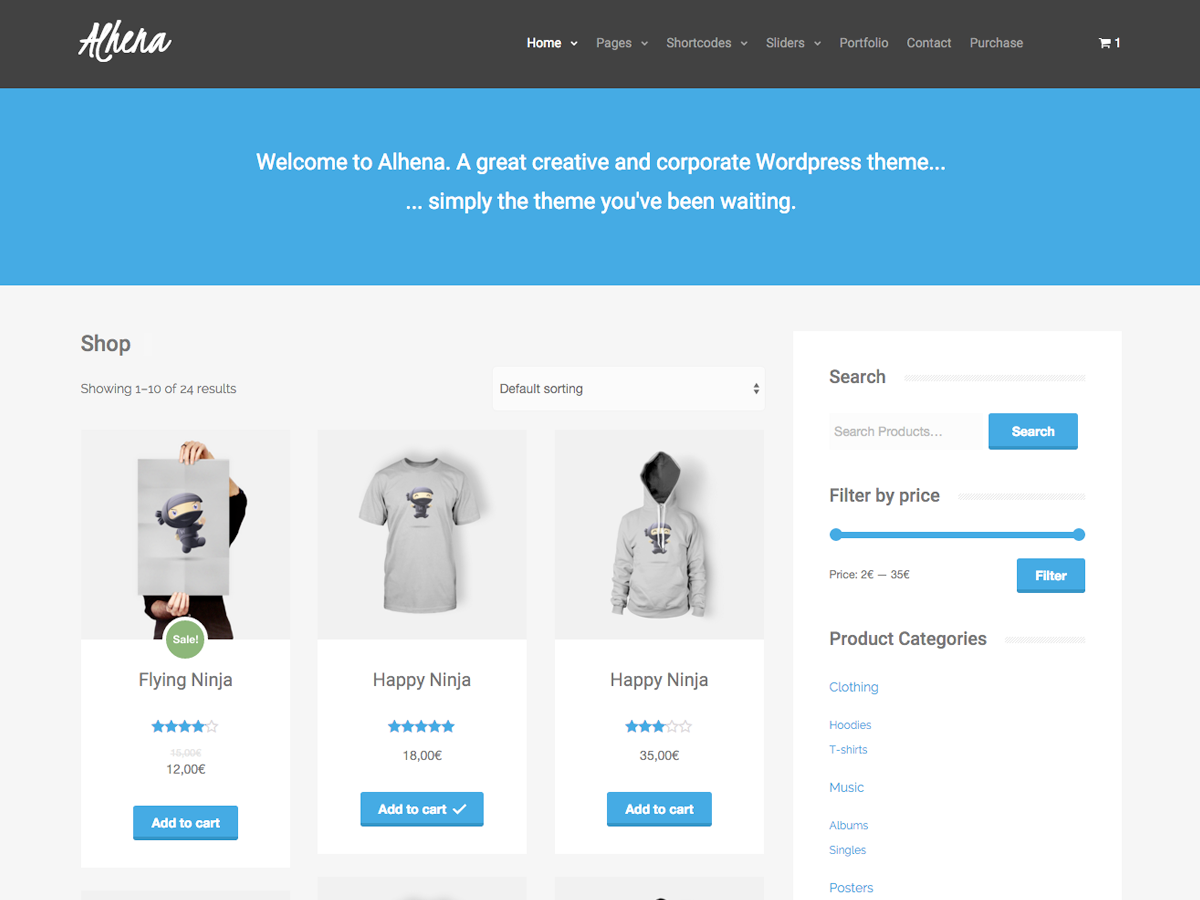 Alhena
Home
Pages
Shortcodes
Sliders
Portfolio
Contact
Purchase
1
Welcome to Alhena. A great creative and corporate Wordpress theme...
... simply the theme you've been waiting.
Shop
Showing 1–10 of 24 results
Default sorting
Sale!
Flying Ninja
15,00€
12,00€
Add to cart
Happy Ninja
18,00€
Add to cart
Happy Ninja
35,00€
Add to cart
Search
Search Products...
Search
Filter by price
Price: 2€ — 35€
Filter
Product Categories
Clothing
Hoodies
T-shirts
Music
Albums
Singles
Posters